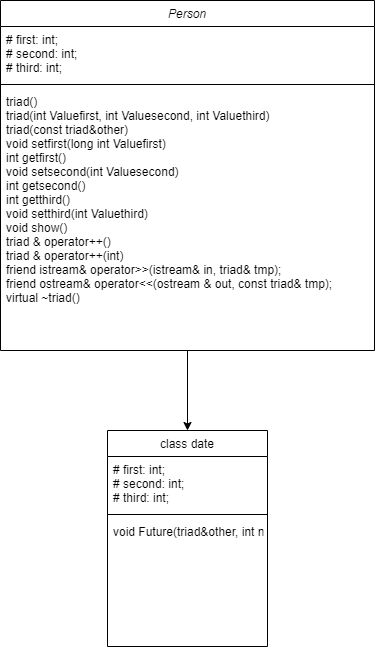 Person
# first: int;
# second: int;
# third: int;
triad()
triad(int Valuefirst, int Valuesecond, int Valuethird)
triad(const triad&other)
void setfirst(long int Valuefirst)
int getfirst()
void setsecond(int Valuesecond)
int getsecond()
int getthird()
void setthird(int Valuethird)
void show()
triad & operator++()
triad & operator++(int)
friend istream& operator>>(istream& in, triad& tmp);
friend ostream& operator<<(ostream & out, const triad& tmp);
virtual ~triad()
class date
# first: int;
# second: int;
# third: int;
void Future(triad&other, int n